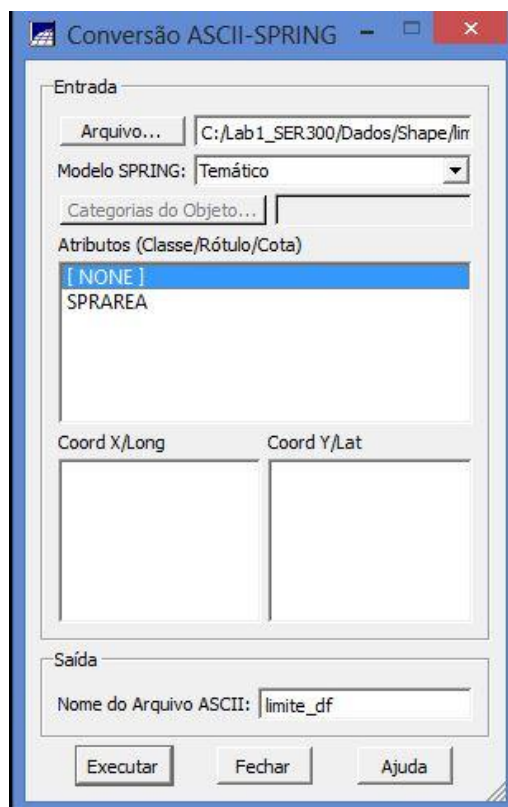 Conversão ASCII-SPRING
Entrada
Arquivo... C:/Lab1_SER300/Dados/Shape/lim
Modelo SPRING: Temático
Categorias do Objeto...
Atributos (Classe/Rótulo/Cota)
[ NONE ]
SPRAREA
Coord X/Long Coord Y/Lat
Saída
Nome do Arquivo ASCII: limite_df
Executar Fechar Ajuda